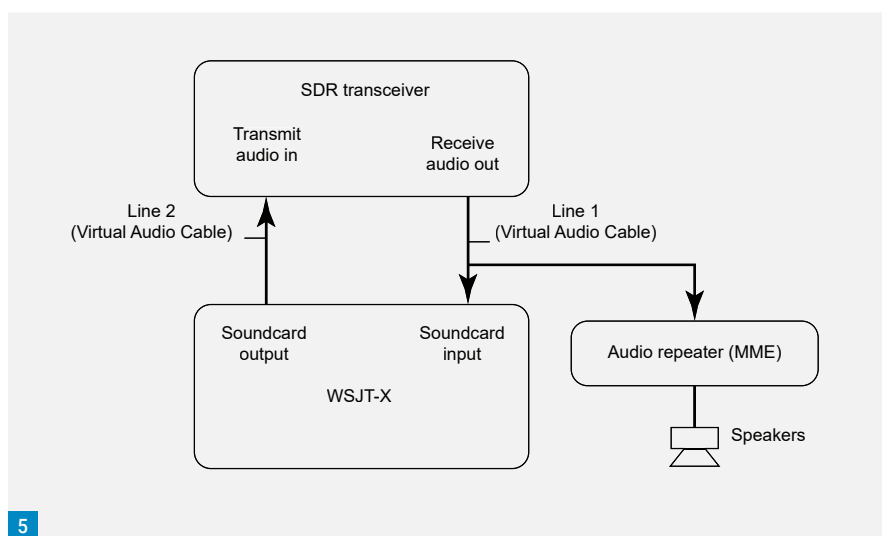 SDR transceiver
Transmit
audio in
Receive
audio out
Line 2
(Virtual Audio Cable)
Line 1
(Virtual Audio Cable)
Soundcard
output
Soundcard
input
WSJT-X
Audio repeater (MME)
Speakers
5